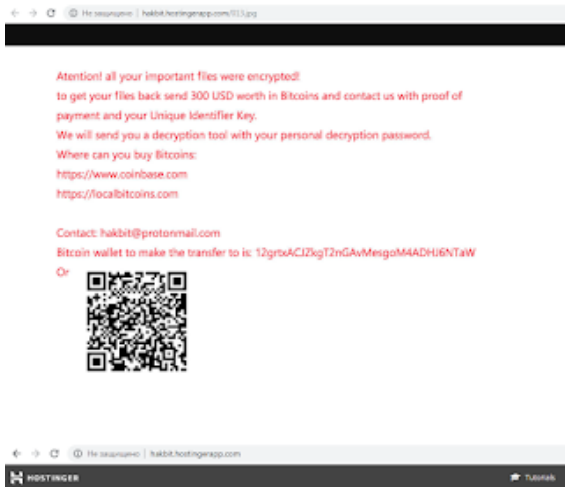 Не защищено | hakbit.hostingerapp.com/013.jpg
Atention! all your important files were encrypted!
to get your files back send 300 USD worth in Bitcoins and contact us with proof of
payment and your Unique Identifier Key.
We will send you a decryption tool with your personal decryption password.
Where can you buy Bitcoins:
https://www.coinbase.com
https://localbitcoins.com
Contact: hakbit@protonmail.com
Bitcoin wallet to make the transfer to is:
Or
Не защищено | hakbit.hostingerapp.com
HOSTINGER
Tutorials